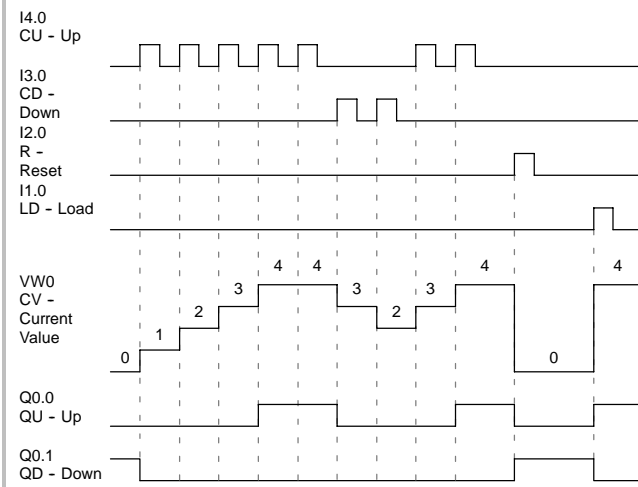 I4.0
CU - Up
I3.0
CD -
Down
I2.0
R -
Reset
I1.0
LD - Load
VW0
CV -
Current
Value
0
1
2
3
4
4
3
2
3
4
0
4
Q0.0
QU - Up
Q0.1
QD - Down